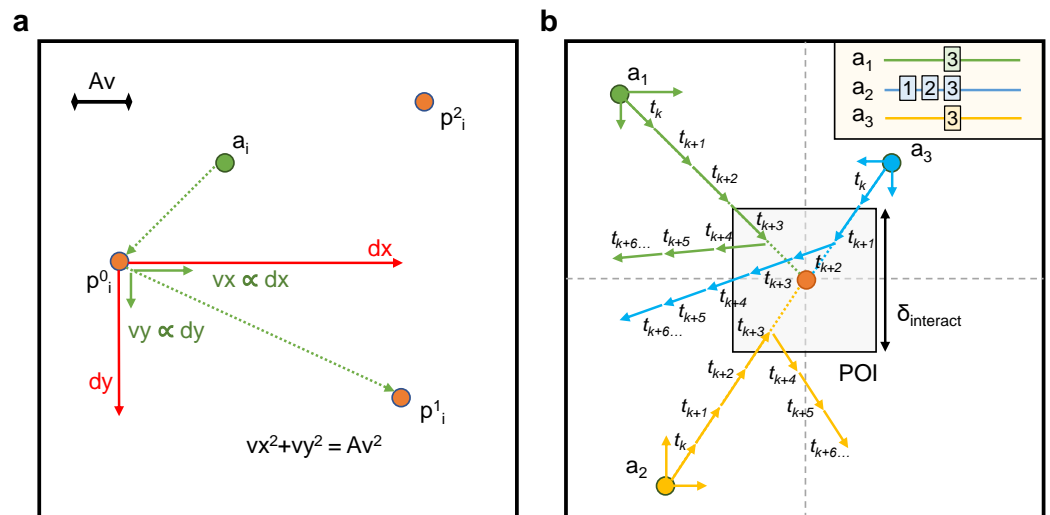 a
Av
p²ᵢ
aᵢ
dx
p⁰ᵢ
vx ∝ dx
vy ∝ dy
dy
p¹ᵢ
vx²+vy² = Av²
b
a₁ 3
a₂ 1 2 3
a₃ 3
a₁
tₖ
tₖ₊₁
tₖ₊₂
tₖ₊₃
tₖ₊₄
tₖ₊₅
tₖ₊₆...
a₃
tₖ
tₖ₊₁
tₖ₊₂
tₖ₊₃
tₖ₊₄
tₖ₊₅
tₖ₊₆...
δinteract
POI
tₖ₊₃
tₖ₊₂
tₖ₊₄
tₖ₊₁
tₖ₊₅
tₖ
tₖ₊₆...
a₂